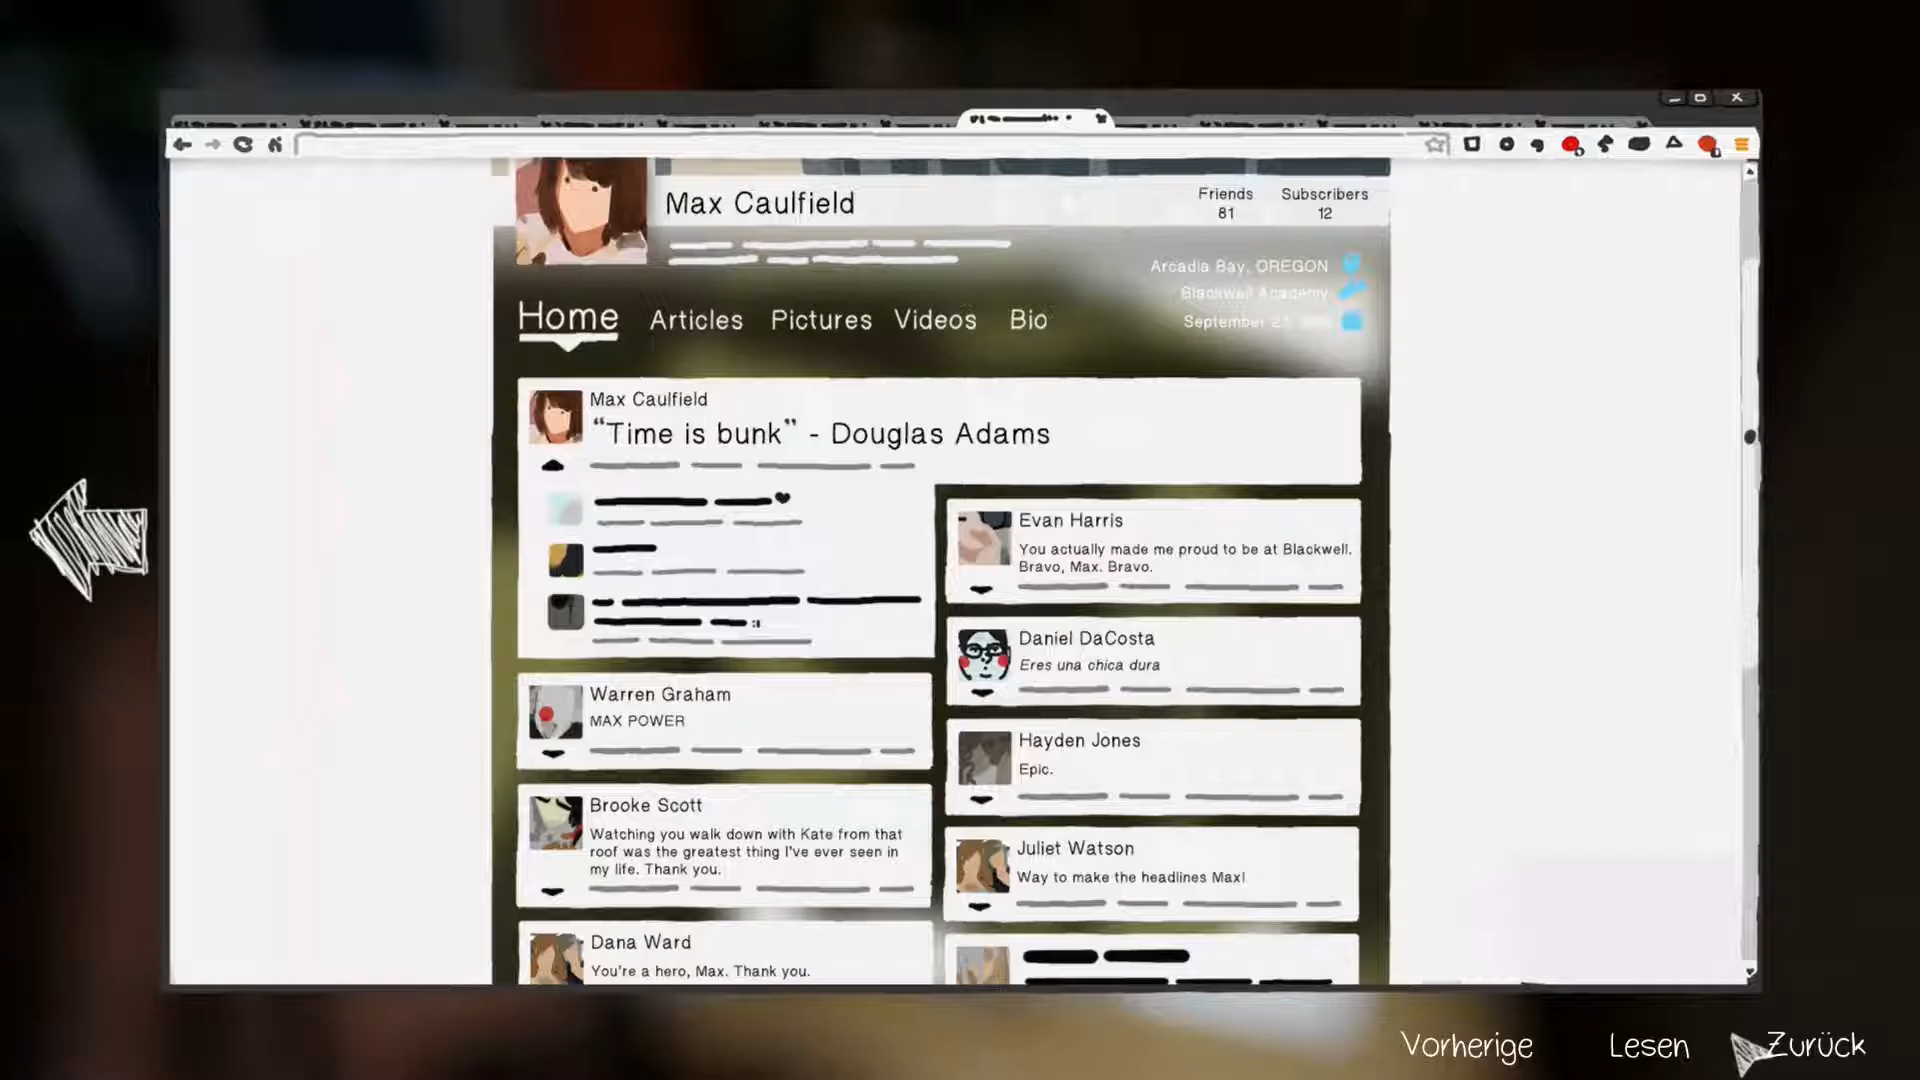 Max Caulfield
Friends
81
Subscribers
12
Arcadia Bay, OREGON
Blackwell Academy
September
Home
Articles
Pictures
Videos
Bio
Max Caulfield
“Time is bunk” - Douglas Adams
Warren Graham
MAX POWER
Brooke Scott
Watching you walk down with Kate from that
roof was the greatest thing I've ever seen in
my life. Thank you.
Dana Ward
You're a hero, Max. Thank you.
Evan Harris
You actually made me proud to be at Blackwell.
Bravo, Max. Bravo.
Daniel DaCosta
Eres una chica dura
Hayden Jones
Epic.
Juliet Watson
Way to make the headlines Max!
Vorherige
Lesen
Zurück